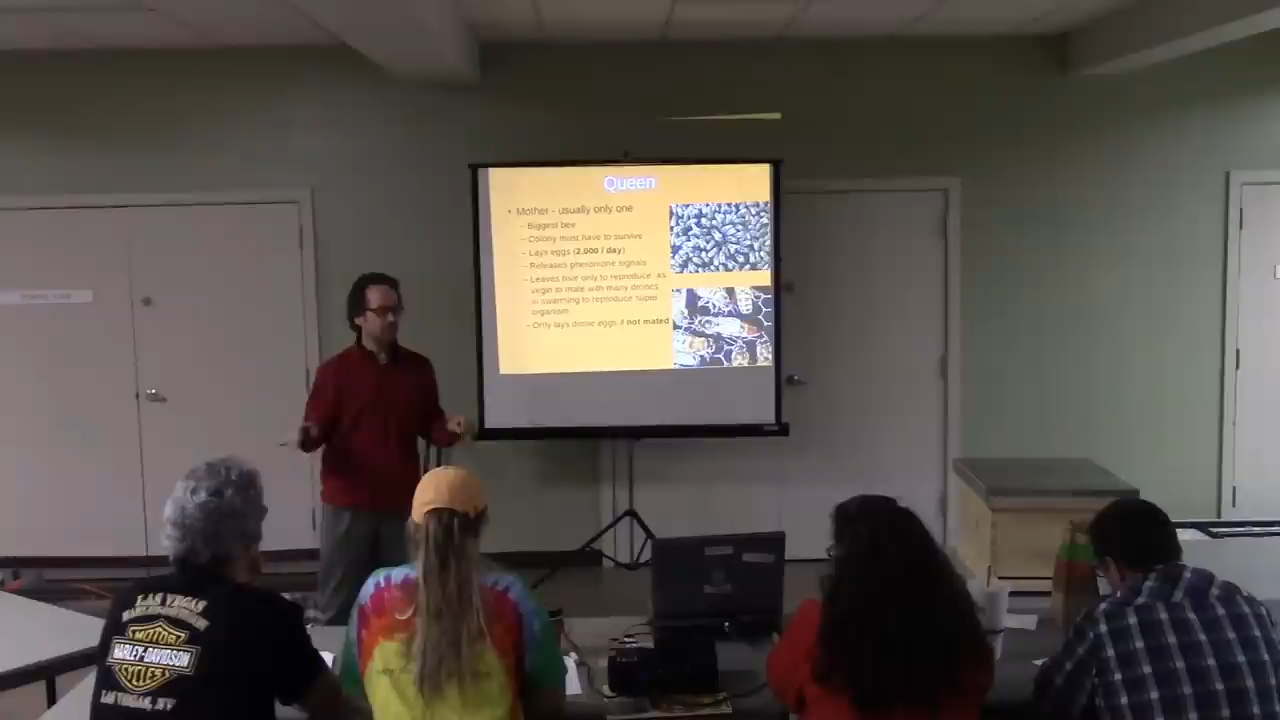 Queen
• Mother - usually only one
– Biggest bee
– Colony must have to survive
– Lays eggs (2,000 / day)
– Releases pheromone signals
– Leaves hive only to reproduce as
virgin to mate with many drones
in swarming to reproduce super
organism
– Only lays drone eggs if not mated
LAS VEGAS
HARLEY-DAVIDSON
MOTOR
HARLEY-DAVIDSON
CYCLES
LAS VEGAS, NV